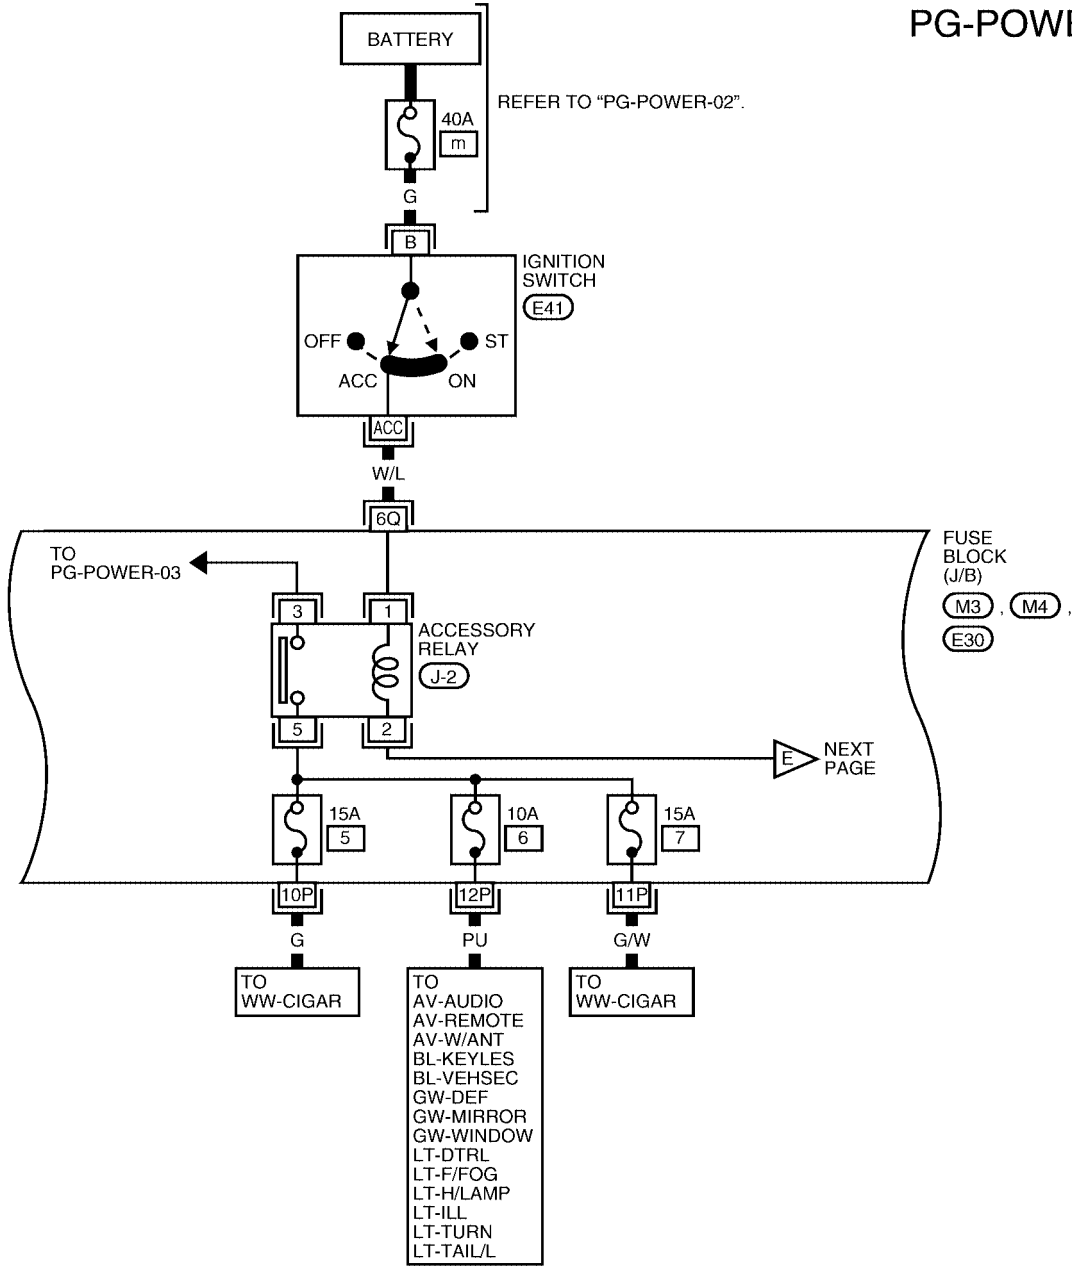 PG-POWE
BATTERY
REFER TO “PG-POWER-02”.
40A
m
G
B
IGNITION
SWITCH
E41
OFF
ST
ACC
ON
ACC
W/L
6Q
TO
PG-POWER-03
FUSE
BLOCK
(J/B)
M3 , M4 ,
E30
3
1
ACCESSORY
RELAY
J-2
5
2
E
NEXT
PAGE
15A
5
10A
6
15A
7
10P
12P
11P
G
PU
G/W
TO
WW-CIGAR
TO
AV-AUDIO
AV-REMOTE
AV-W/ANT
BL-KEYLES
BL-VEHSEC
GW-DEF
GW-MIRROR
GW-WINDOW
LT-DTRL
LT-F/FOG
LT-H/LAMP
LT-ILL
LT-TURN
LT-TAIL/L
TO
WW-CIGAR